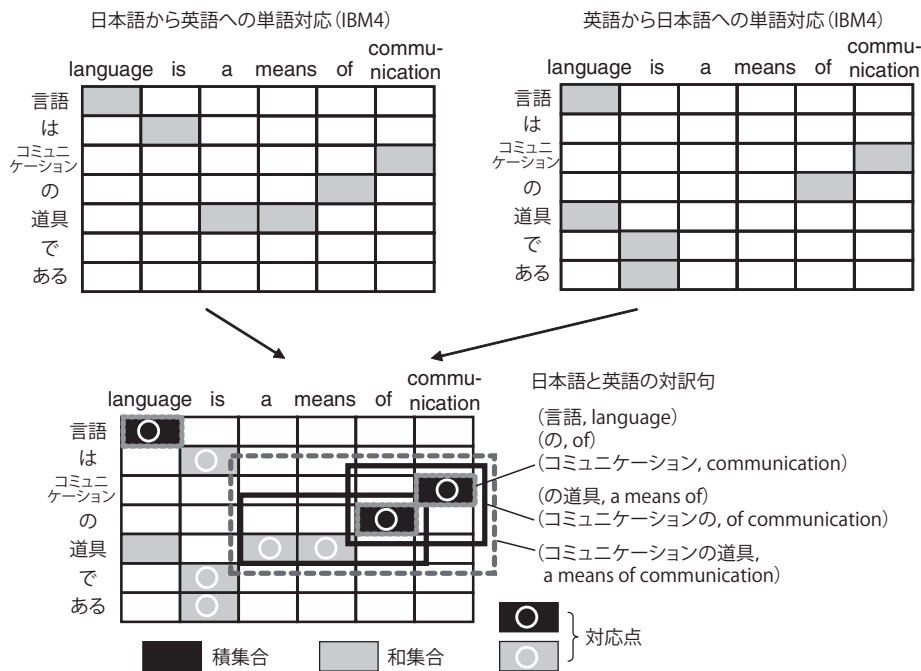 日本語から英語への単語対応(IBM4)
commu-
language is a means of nication
言語
は
コミュニ
ケーション
の
道具
で
ある
英語から日本語への単語対応(IBM4)
commu-
language is a means of nication
言語
は
コミュニ
ケーション
の
道具
で
ある
commu-
language is a means of nication
言語
は
コミュニ
ケーション
の
道具
で
ある
日本語と英語の対訳句
(言語, language)
(の, of)
(コミュニケーション, communication)
(の道具, a means of)
(コミュニケーションの, of communication)
(コミュニケーションの道具,
a means of communication)
積集合
和集合
対応点